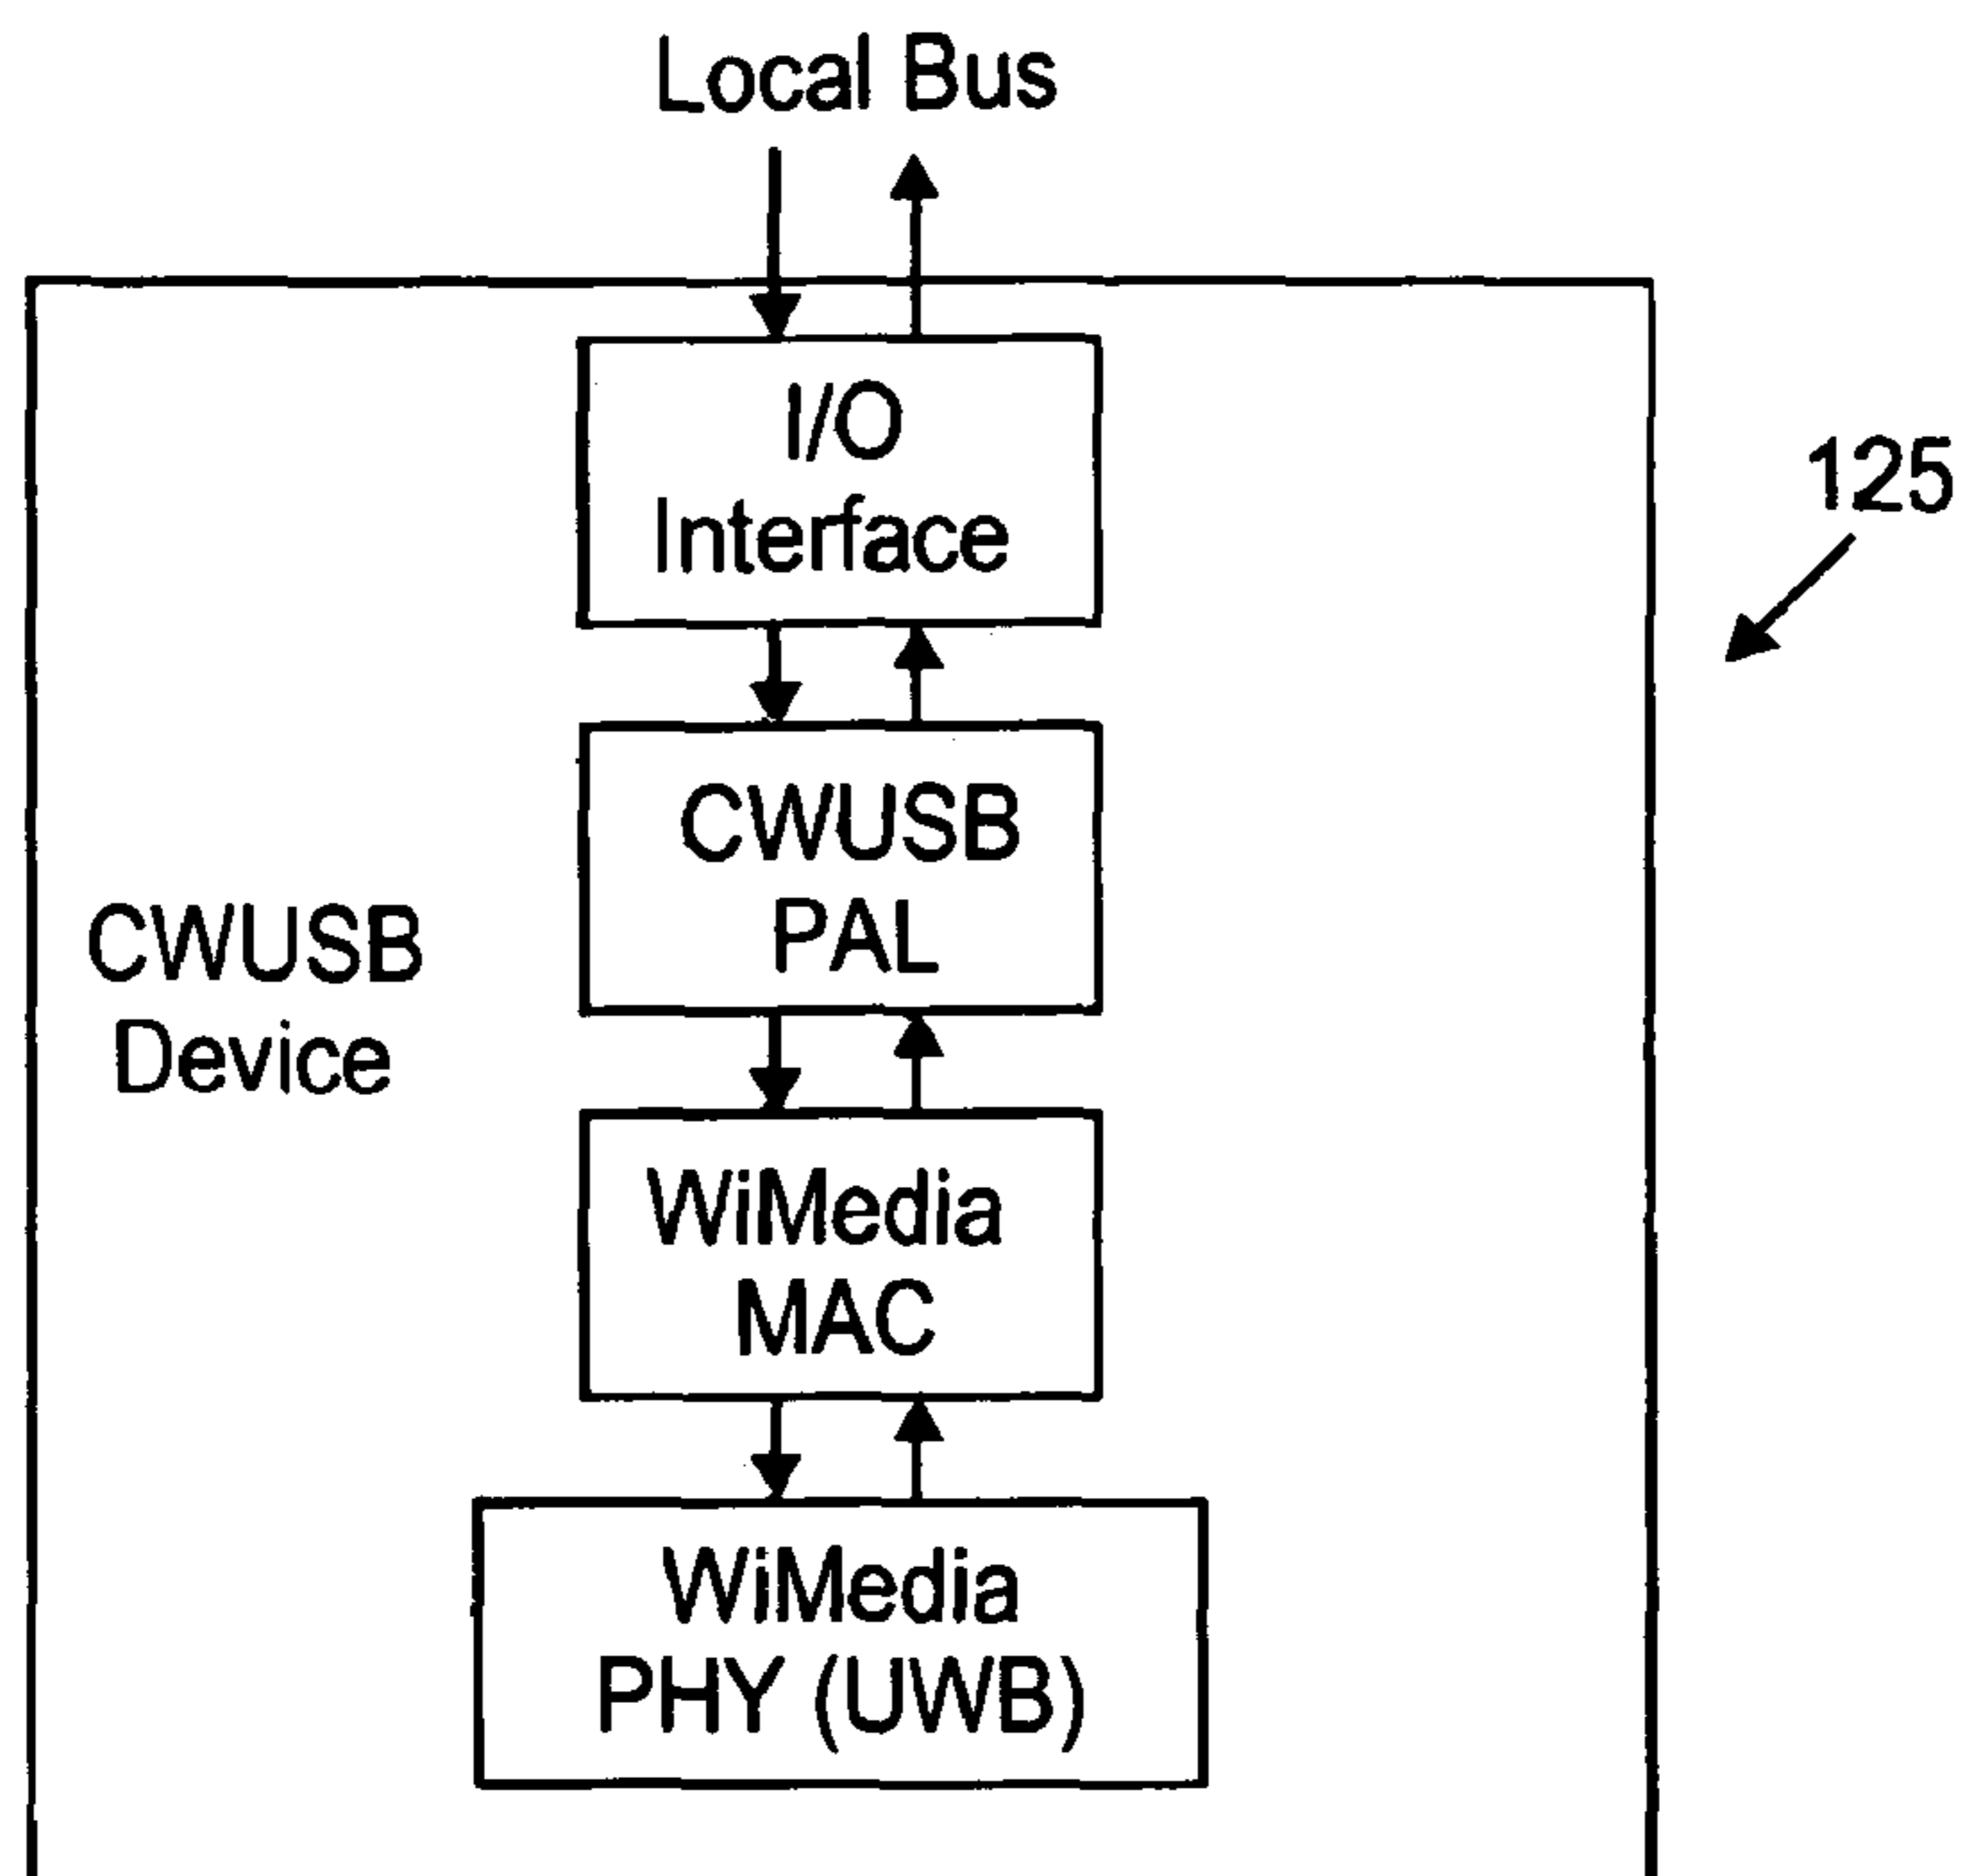 Local Bus
I/O
Interface
125
CWUSB
PAL
CWUSB
Device
WiMedia
MAC
WiMedia
PHY (UWB)